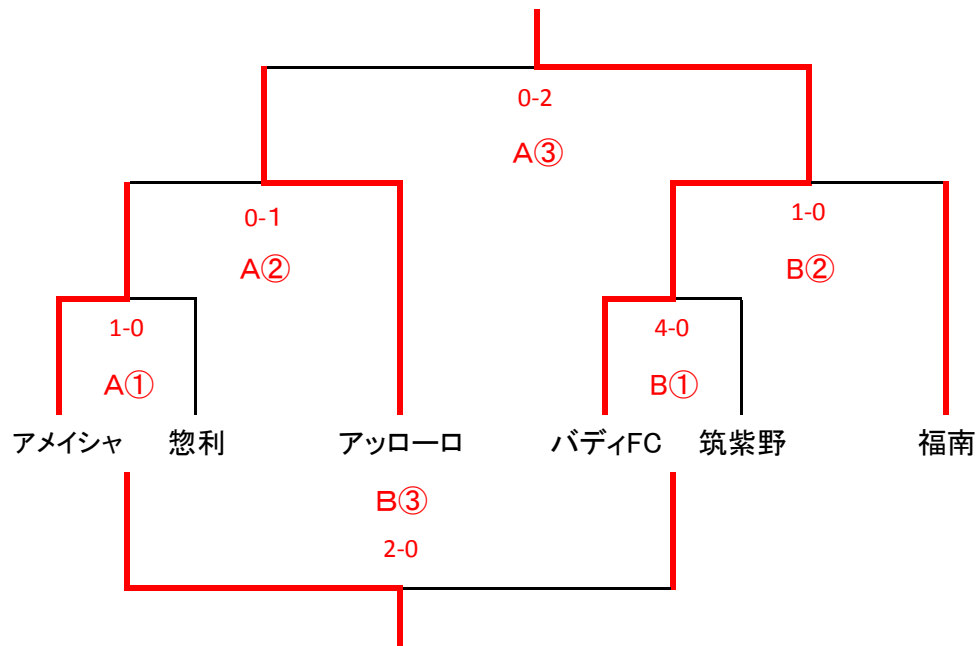 0-2
A③
0-1
1-0
A②
B②
1-0
4-0
A①
B①
アメイシャ 惣利 アッローロ バディFC 筑紫野 福南
B③
2-0